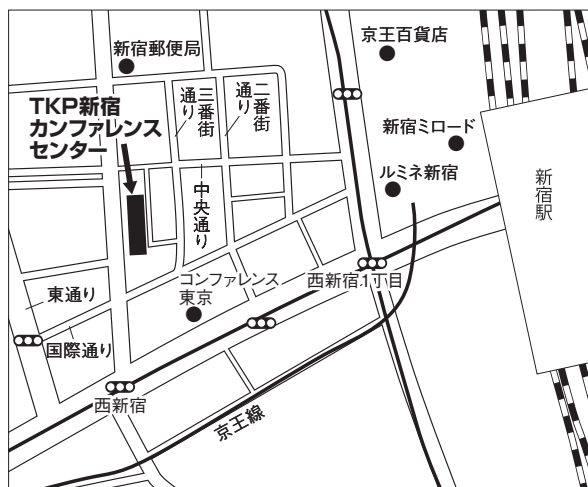 新宿郵便局
京王百貨店
三番街
通り
二番街
通り
TKP新宿
カンファレンス
センター
新宿ミロード
ルミネ新宿
新宿駅
中央通り
コンファレンス
東京
西新宿1丁目
東通り
国際通り
西新宿
京王線